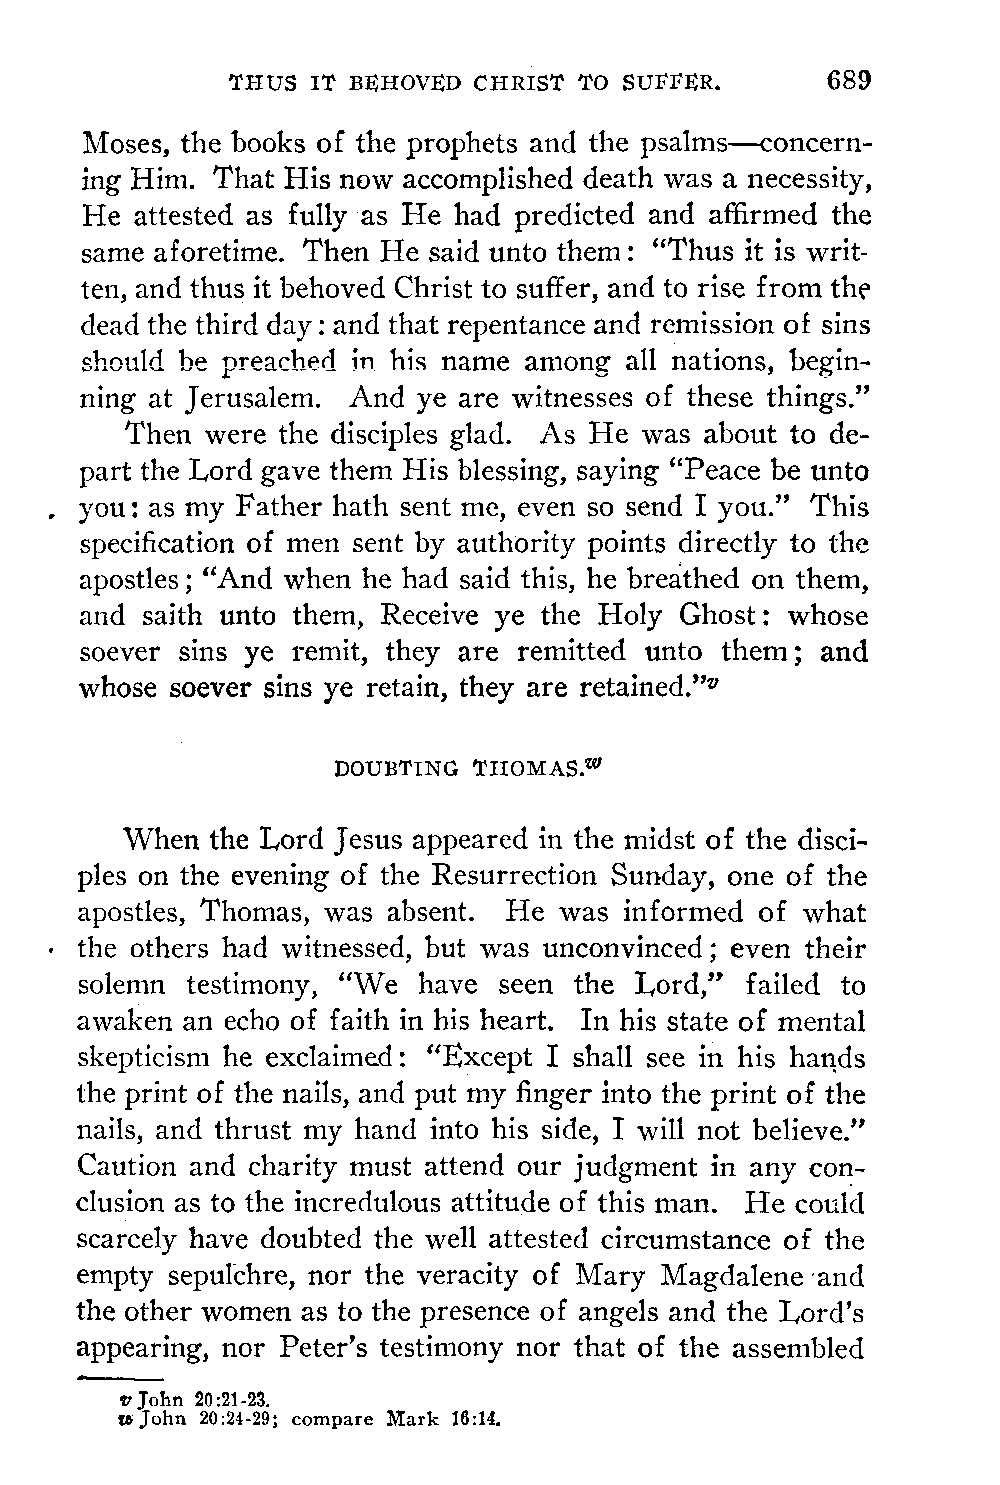 THUS IT BEHOVED CHRIST TO SUFFER. 689
Moses, the books of the prophets and the psalms—concern-
ing Him. That His now accomplished death was a necessity,
He attested as fully as He had predicted and affirmed the
same aforetime. Then He said unto them: "Thus it is writ-
ten, and thus it behoved Christ to suffer, and to rise from the
dead the third day: and that repentance and remission of sins
should be preached in his name among all nations, begin-
ning at Jerusalem. And ye are witnesses of these things."
Then were the disciples glad. As He was about to de-
part the Lord gave them His blessing, saying "Peace be unto
you: as my Father hath sent me, even so send I you." This
specification of men sent by authority points directly to the
apostles; "And when he had said this, he breathed on them,
and saith unto them, Receive ye the Holy Ghost: whose
soever sins ye remit, they are remitted unto them; and
whose soever sins ye retain, they are retained."v
DOUBTING THOMAS.w
When the Lord Jesus appeared in the midst of the disci-
ples on the evening of the Resurrection Sunday, one of the
apostles, Thomas, was absent. He was informed of what
the others had witnessed, but was unconvinced; even their
solemn testimony, "We have seen the Lord," failed to
awaken an echo of faith in his heart. In his state of mental
skepticism he exclaimed: "Except I shall see in his hands
the print of the nails, and put my finger into the print of the
nails, and thrust my hand into his side, I will not believe."
Caution and charity must attend our judgment in any con-
clusion as to the incredulous attitude of this man. He could
scarcely have doubted the well attested circumstance of the
empty sepulchre, nor the veracity of Mary Magdalene and
the other women as to the presence of angels and the Lord's
appearing, nor Peter's testimony nor that of the assembled
v John 20:21-23.
w John 20:24-29; compare Mark 16:14.